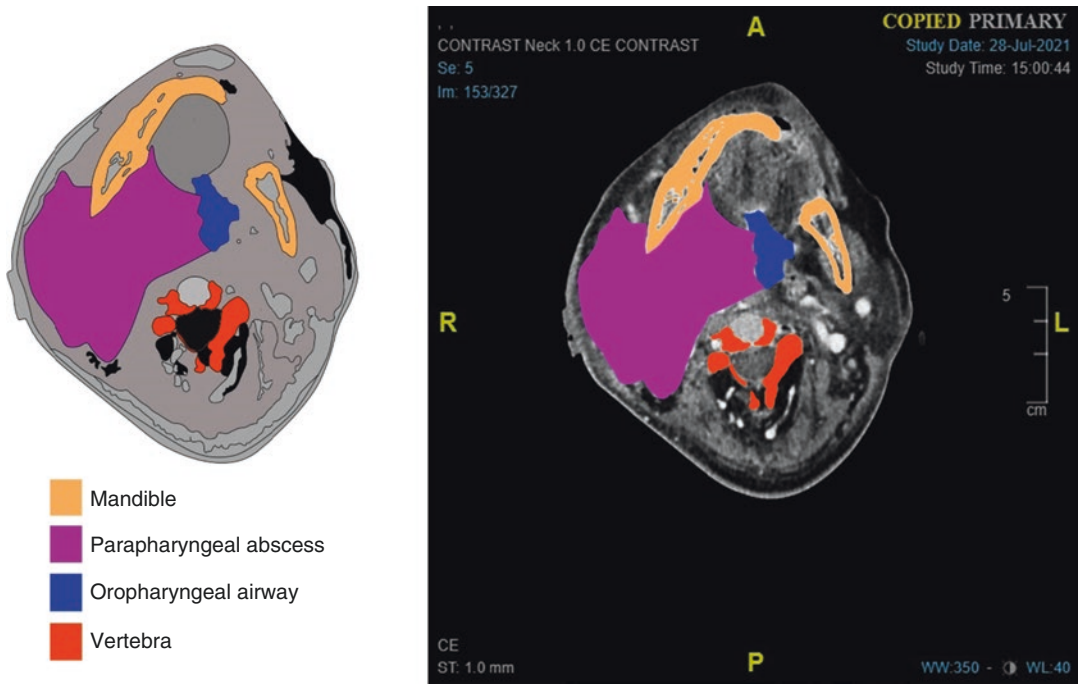 Mandible
Parapharyngeal abscess
Oropharyngeal airway
Vertebra
, ,
CONTRAST Neck 1.0 CE CONTRAST
Se: 5
Im: 153/327
A
COPIED PRIMARY
Study Date: 28-Jul-2021
Study Time: 15:00:44
R
5
L
cm
CE
ST: 1.0 mm
P
WW:350 - WL:40